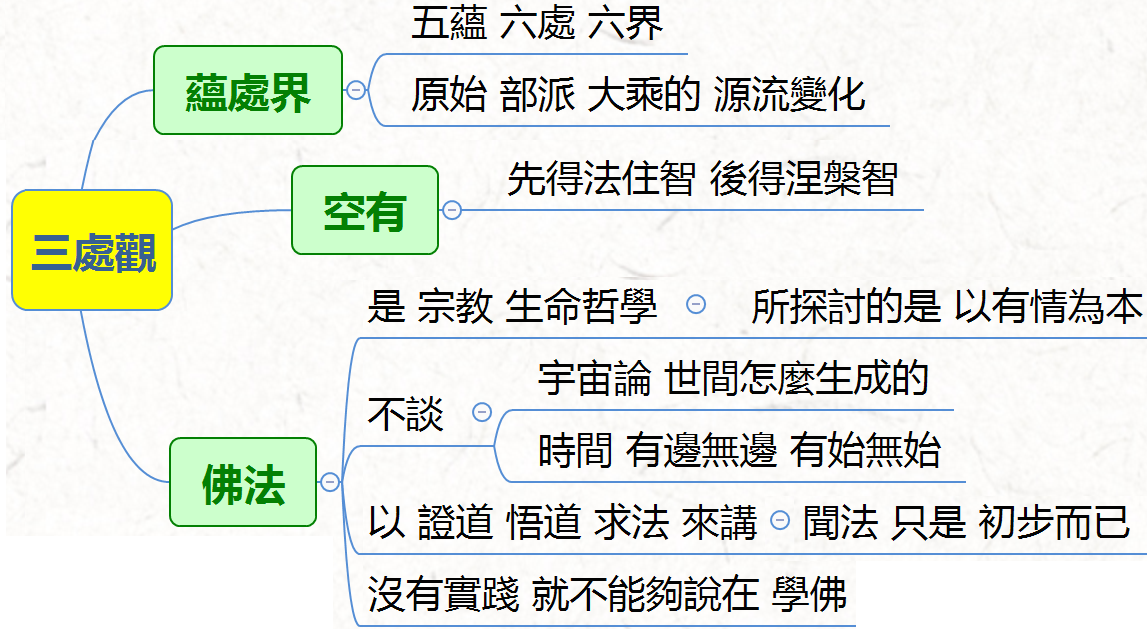 三處觀
蘊處界
五蘊 六處 六界
原始 部派 大乘的 源流變化
空有
先得法住智 後得涅槃智
佛法
是 宗教 生命哲學
所探討的是 以有情為本
不談
宇宙論 世間怎麼生成的
時間 有邊無邊 有始無始
以 證道 悟道 求法 來講
聞法 只是 初步而已
沒有實踐 就不能夠說在 學佛